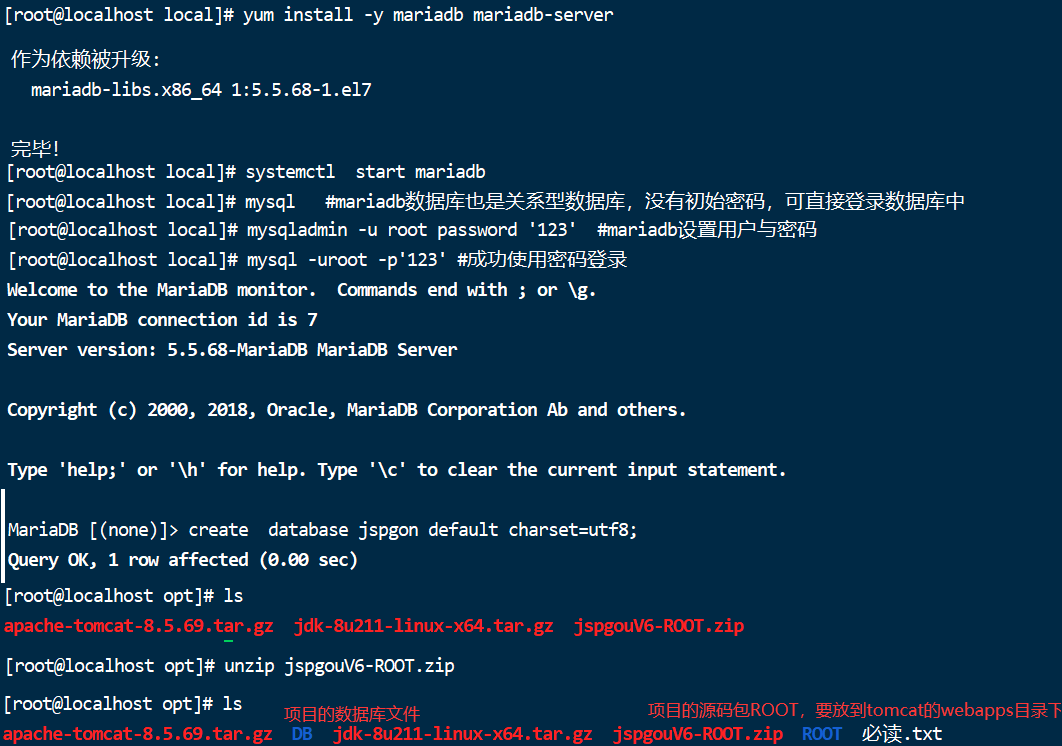 [root@localhost local]# yum install -y mariadb mariadb-server
作为依赖被升级：
mariadb-libs.x86_64 1:5.5.68-1.el7
完毕！
[root@localhost local]# systemctl  start mariadb
[root@localhost local]# mysql   #mariadb数据库也是关系型数据库，没有初始密码，可直接登录数据库中
[root@localhost local]# mysqladmin -u root password '123'  #mariadb设置用户与密码
[root@localhost local]# mysql -uroot -p'123' #成功使用密码登录
Welcome to the MariaDB monitor.  Commands end with ; or \g.
Your MariaDB connection id is 7
Server version: 5.5.68-MariaDB MariaDB Server
Copyright (c) 2000, 2018, Oracle, MariaDB Corporation Ab and others.
Type 'help;' or '\h' for help. Type '\c' to clear the current input statement.
MariaDB [(none)]> create  database jspgon default charset=utf8;
Query OK, 1 row affected (0.00 sec)
[root@localhost opt]# ls
apache-tomcat-8.5.69.tar.gz  jdk-8u211-linux-x64.tar.gz  jspgouV6-ROOT.zip
[root@localhost opt]# unzip jspgouV6-ROOT.zip
[root@localhost opt]# ls
项目的数据库文件 项目的源码包ROOT，要放到tomcat的webapps目录下
apache-tomcat-8.5.69.tar.gz  DB  jdk-8u211-linux-x64.tar.gz  jspgouV6-ROOT.zip  ROOT  必读.txt